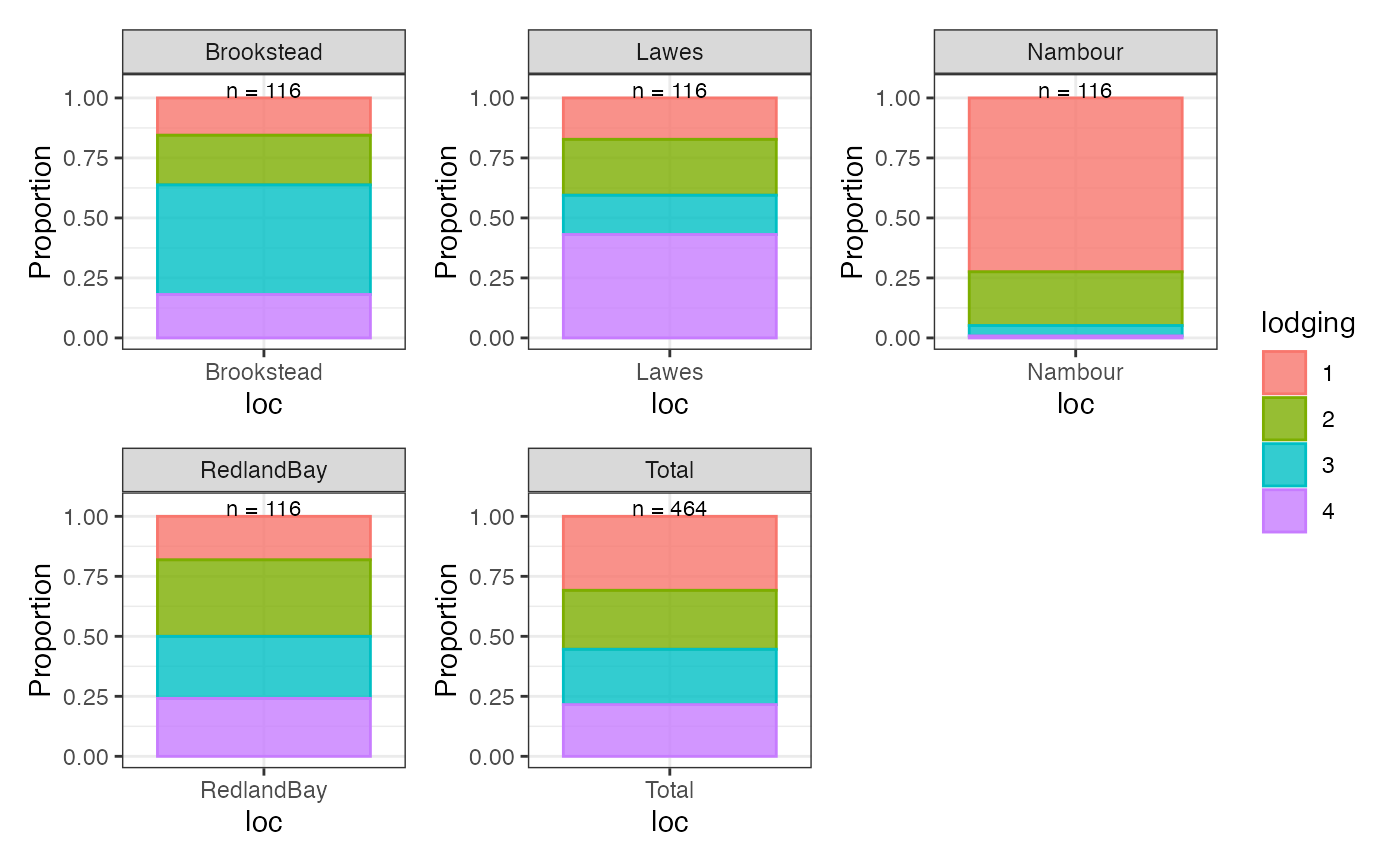 Brookstead
n = 116
1.00
0.75
0.50
0.25
0.00
Proportion
Brookstead
loc
Lawes
n = 116
1.00
0.75
0.50
0.25
0.00
Proportion
Lawes
loc
Nambour
n = 116
1.00
0.75
0.50
0.25
0.00
Proportion
Nambour
loc
RedlandBay
n = 116
1.00
0.75
0.50
0.25
0.00
Proportion
RedlandBay
loc
Total
n = 464
1.00
0.75
0.50
0.25
0.00
Proportion
Total
loc
lodging
1
2
3
4